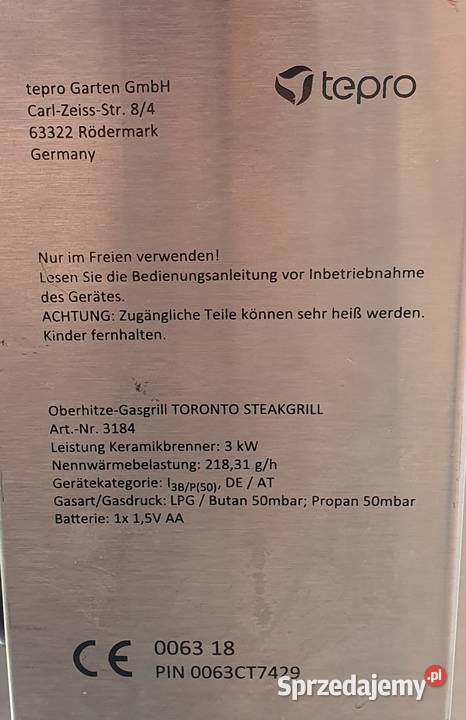 tepro Garten GmbH
Carl-Zeiss-Str. 8/4
63322 Rödermark
Germany
tepro
Nur im Freien verwenden!
Lesen Sie die Bedienungsanleitung vor Inbetriebnahme
des Gerätes.
ACHTUNG: Zugängliche Teile können sehr heiß werden.
Kinder fernhalten.
Oberhitze-Gasgrill TORONTO STEAKGRILL
Art.-Nr. 3184
Leistung Keramikbrenner: 3 kW
Nennwärmebelastung: 218,31 g/h
Gerätekategorie: I3B/P(50), DE / AT
Gasart/Gasdruck: LPG / Butan 50mbar; Propan 50mbar
Batterie: 1x 1,5V AA
CE 0063 18
PIN 0063CT7429
Sprzedajemy.pl